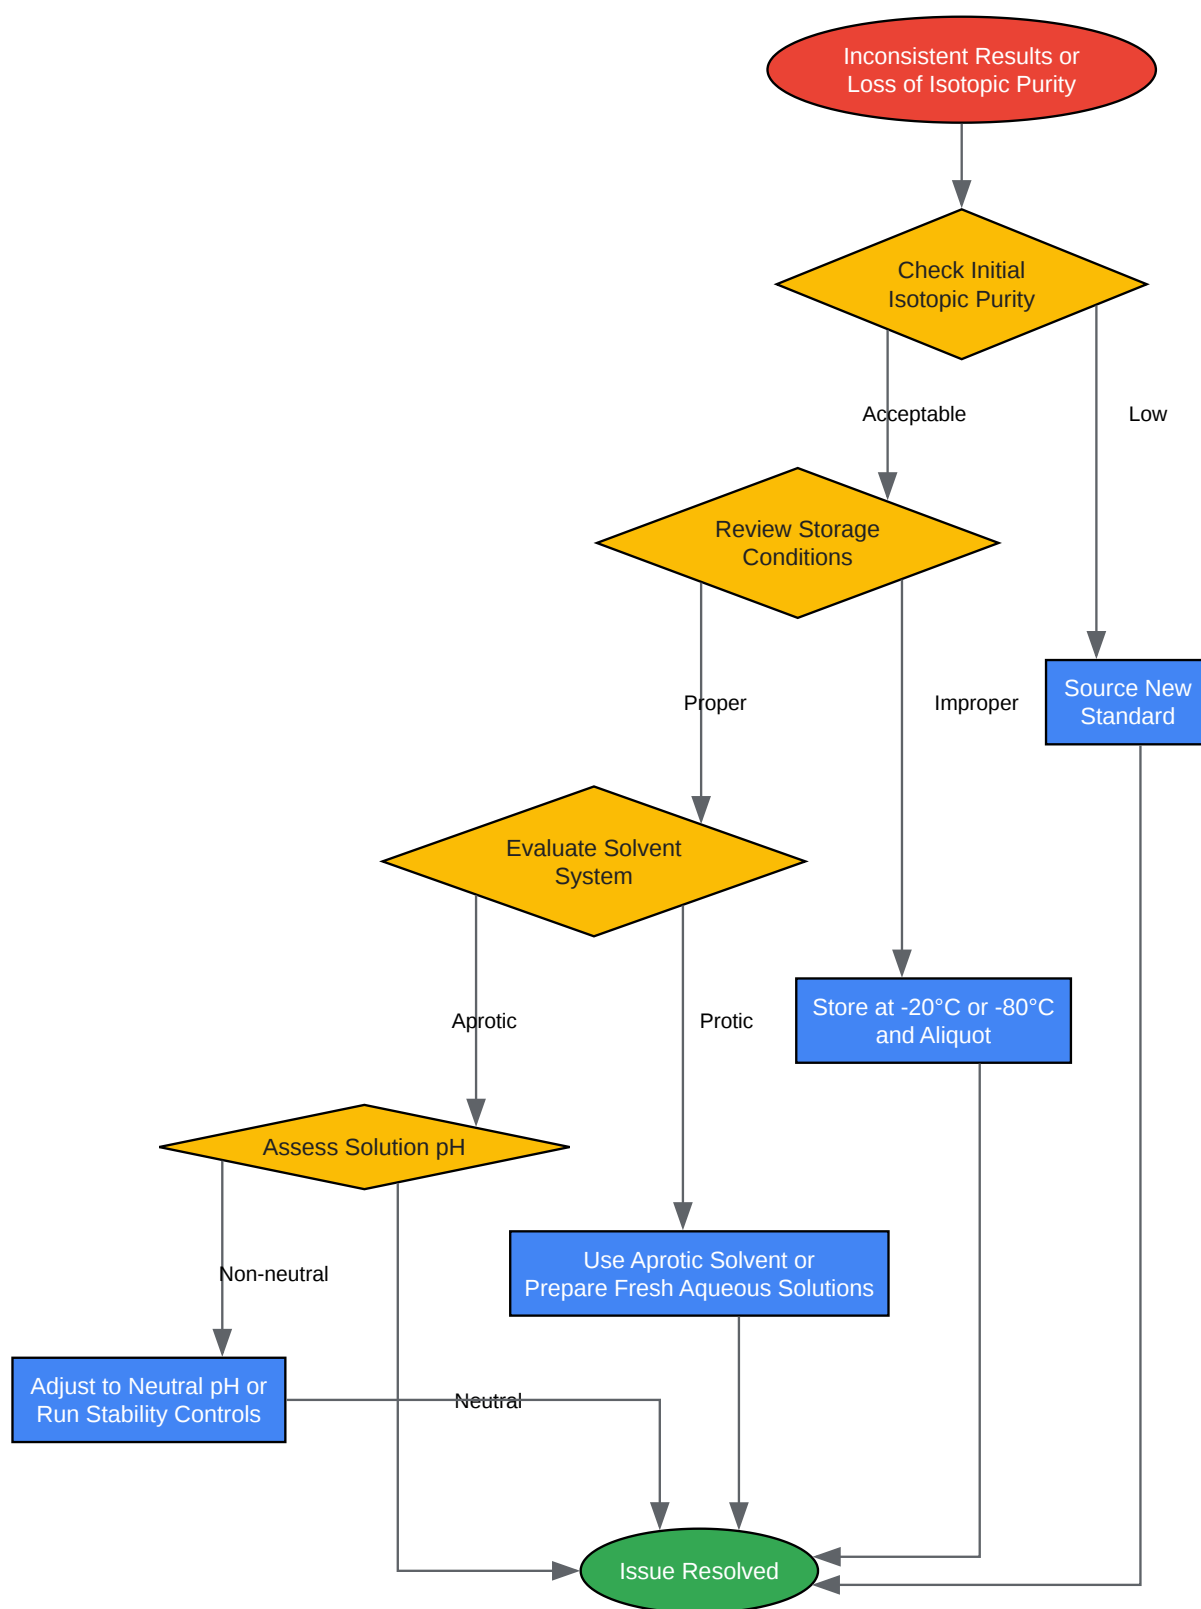 Inconsistent Results or
Loss of Isotopic Purity
Check Initial
Isotopic Purity
Acceptable
Low
Review Storage
Conditions
Proper
Improper
Source New
Standard
Evaluate Solvent
System
Aprotic
Protic
Store at -20°C or -80°C
and Aliquot
Assess Solution pH
Non-neutral
Use Aprotic Solvent or
Prepare Fresh Aqueous Solutions
Adjust to Neutral pH or
Run Stability Controls
Neutral
Issue Resolved